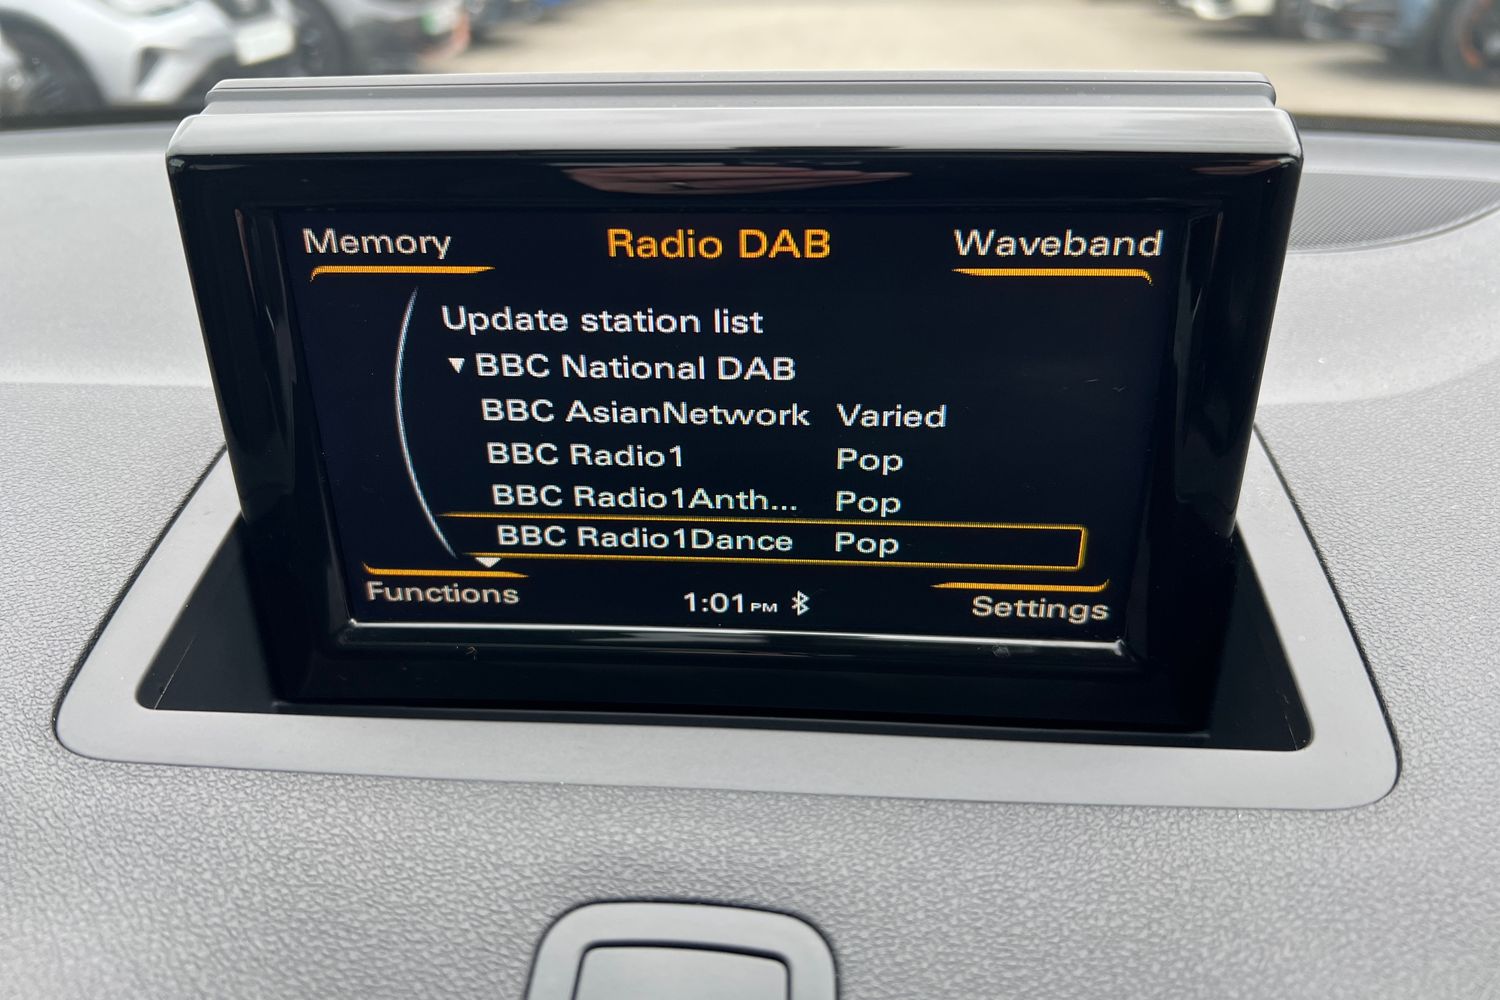 Memory Radio DAB Waveband
Update station list
▼ BBC National DAB
BBC AsianNetwork Varied
BBC Radio1 Pop
BBC Radio1Anth... Pop
BBC Radio1Dance Pop
Functions 1:01 PM Settings